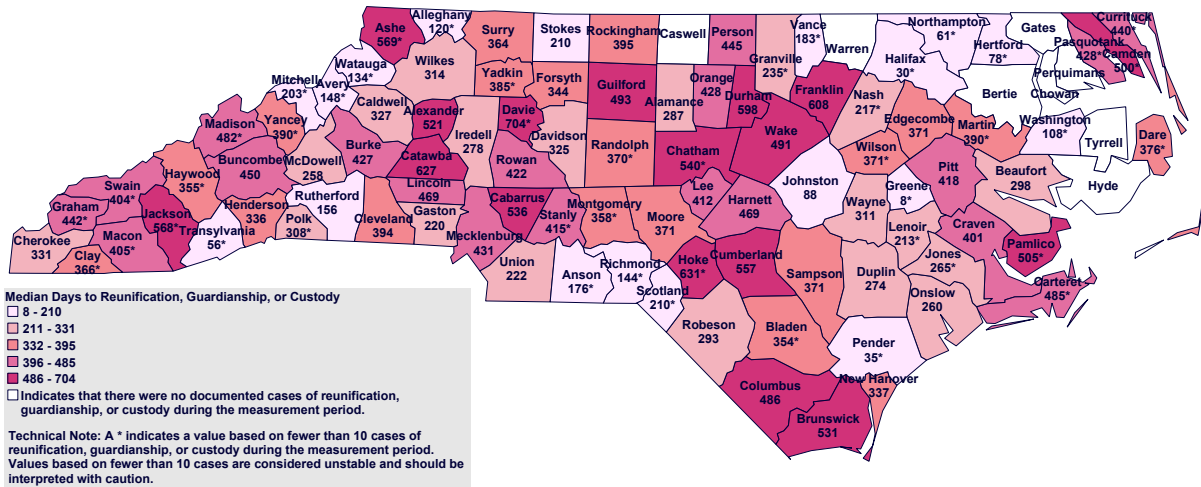 Ashe
569*
Alleghany
120*
Surry
364
Stokes
210
Rockingham
395
Caswell
Person
445
Vance
183*
Granville
235*
Warren
Northampton
61*
Halifax
30*
Hertford
78*
Gates
Currituck
440*
Pasquotank
428*
Camden
500*
Perquimans
Chowan
Bertie
Watauga
134*
Wilkes
314
Yadkin
385*
Forsyth
344
Guilford
493
Alamance
287
Orange
428
Durham
598
Franklin
608
Nash
217*
Edgecombe
371
Martin
390*
Washington
108*
Tyrrell
Dare
376*
Mitchell
203*
Avery
148*
Caldwell
327
Alexander
521
Iredell
278
Davie
704*
Davidson
325
Randolph
370*
Chatham
540*
Wake
491
Wilson
371*
Pitt
418
Beaufort
298
Hyde
Madison
482*
Yancey
390*
Buncombe
450
McDowell
258
Burke
427
Catawba
627
Rowan
422
Lee
412
Johnston
88
Greene
8*
Wayne
311
Lenoir
213*
Craven
401
Pamlico
505*
Swain
404*
Haywood
355*
Graham
442*
Jackson
568*
Henderson
336
Rutherford
156
Lincoln
469
Cabarrus
536
Stanly
415*
Montgomery
358*
Moore
371
Harnett
469
Cherokee
331
Macon
405*
Clay
366*
Transylvania
56*
Polk
308*
Cleveland
394
Gaston
220
Mecklenburg
431
Union
222
Anson
176*
Richmond
144*
Scotland
210*
Hoke
631*
Cumberland
557
Sampson
371
Duplin
274
Jones
265*
Onslow
260
Carteret
485*
Robeson
293
Bladen
354*
Pender
35*
New Hanover
337
Columbus
486
Brunswick
531
Median Days to Reunification, Guardianship, or Custody
8 - 210
211 - 331
332 - 395
396 - 485
486 - 704
Indicates that there were no documented cases of reunification,
guardianship, or custody during the measurement period.
Technical Note: A * indicates a value based on fewer than 10 cases of
reunification, guardianship, or custody during the measurement period.
Values based on fewer than 10 cases are considered unstable and should be
interpreted with caution.